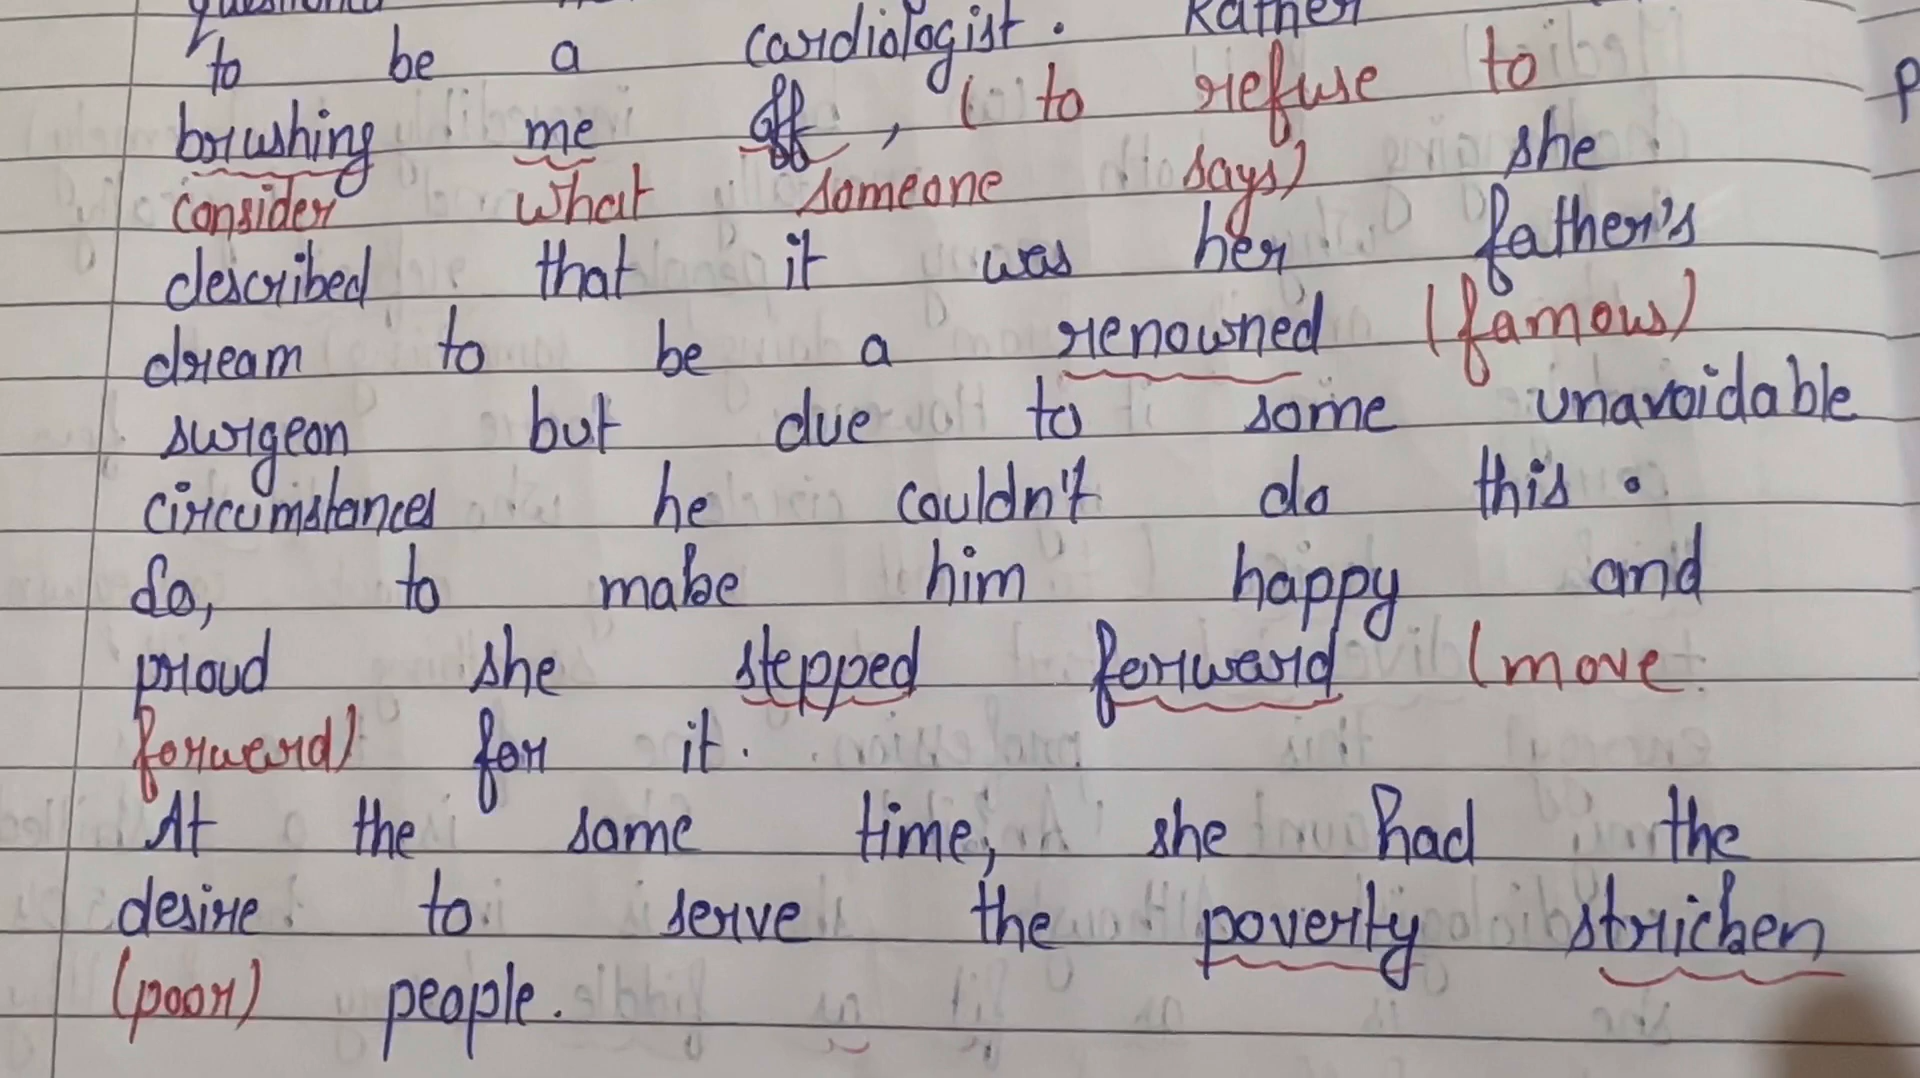 to be a cardiologist. Rather
brushing me off, (to refuse to
consider what someone says) she
described that it was her father's
dream to be a renowned (famous)
surgeon but due to some unavoidable
circumstances he couldn't do this.
So, to make him happy and
proud she stepped forward (move
forward) for it.
At the same time, she had the
desire to serve the poverty stricken
(poor) people.